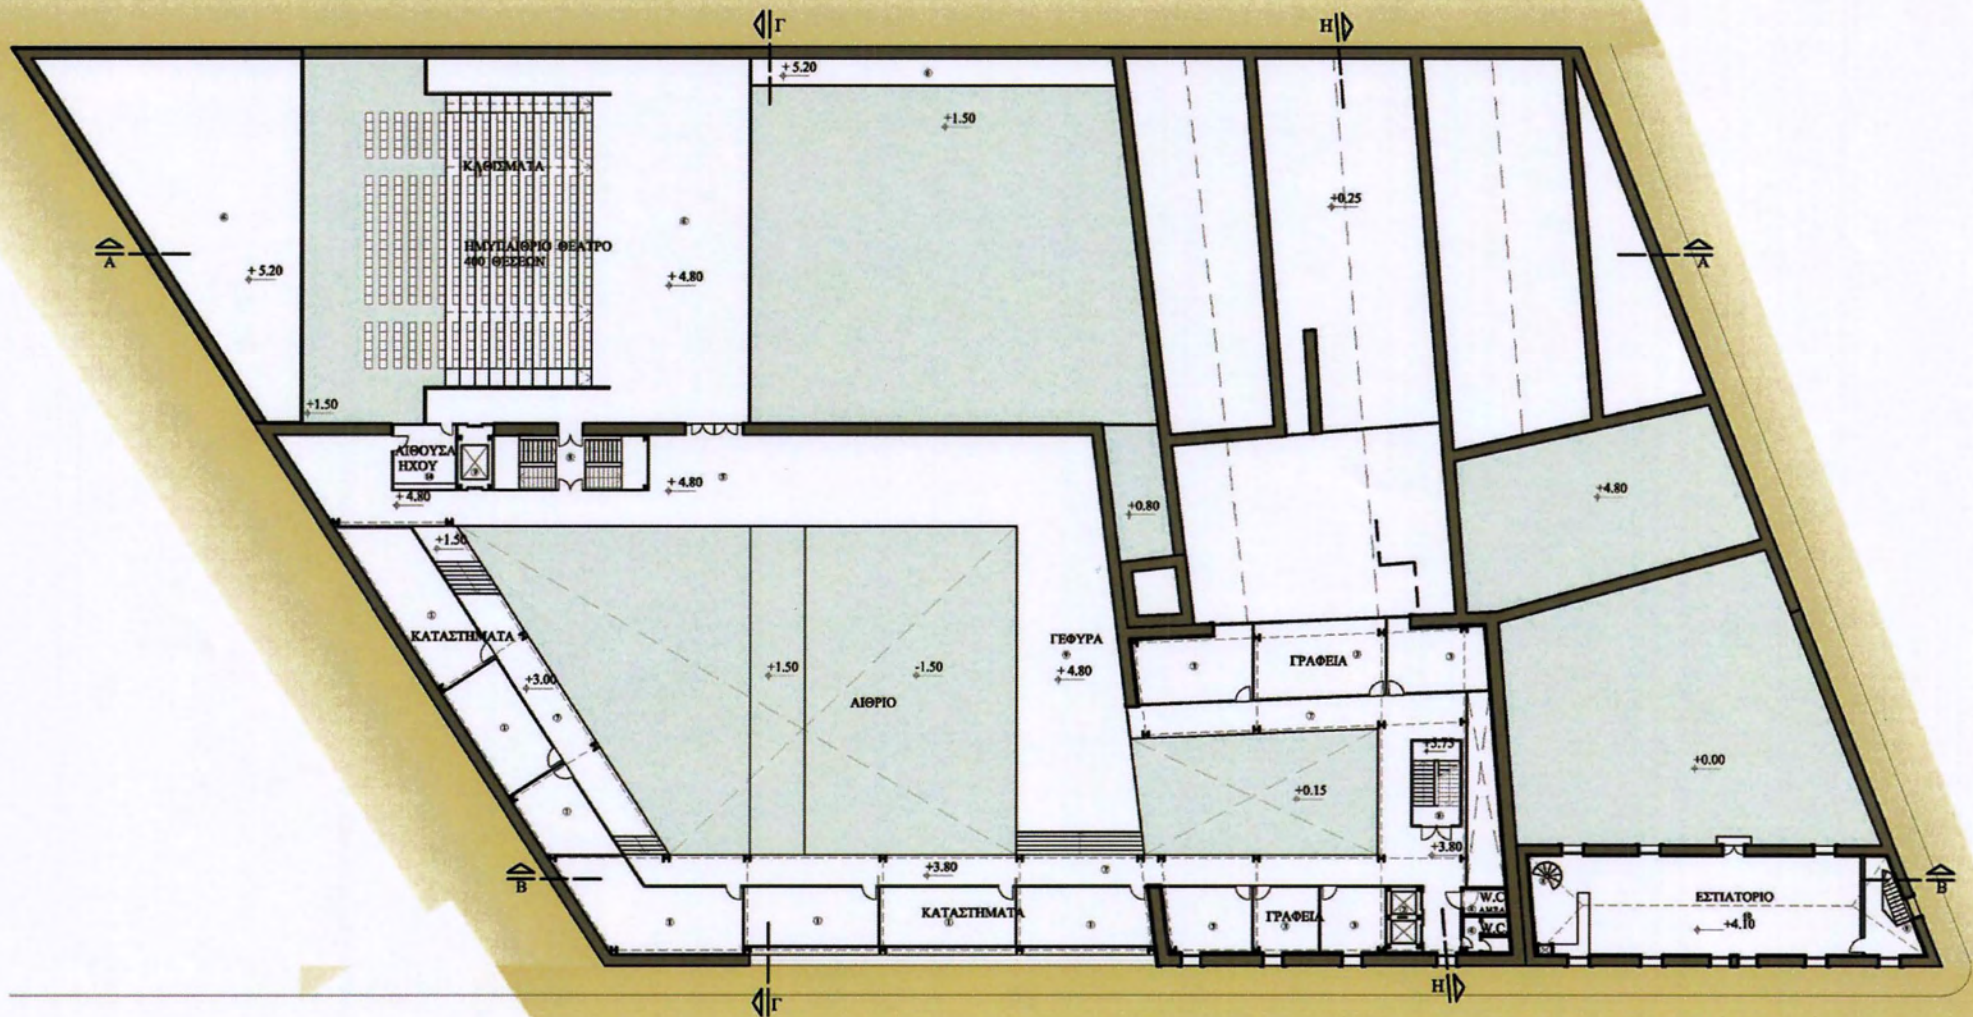 Γ
Η
+ 5.20
+1.50
ΚΑΘΙΣΜΑΤΑ
+0.25
ΗΜΥΠΑΙΘΡΙΟ ΘΕΑΤΡΟ
400 ΘΕΣΕΩΝ
Α
Α
+ 5.20
+ 4.80
+1.50
ΑΙΘΟΥΣΑ
ΗΧΟΥ
+ 4.80
+ 4.80
+0.80
+4.80
+1.50
ΚΑΤΑΣΤΗΜΑΤΑ
ΓΕΦΥΡΑ
+ 4.80
ΓΡΑΦΕΙΑ
+3.00
+1.50
-1.50
ΑΙΘΡΙΟ
+3.75
+0.00
+0.15
+3.80
+3.80
Β
Β
ΚΑΤΑΣΤΗΜΑΤΑ
ΓΡΑΦΕΙΑ
W.C
W.C
ΕΣΤΙΑΤΟΡΙΟ
+4.10
Η
Γ